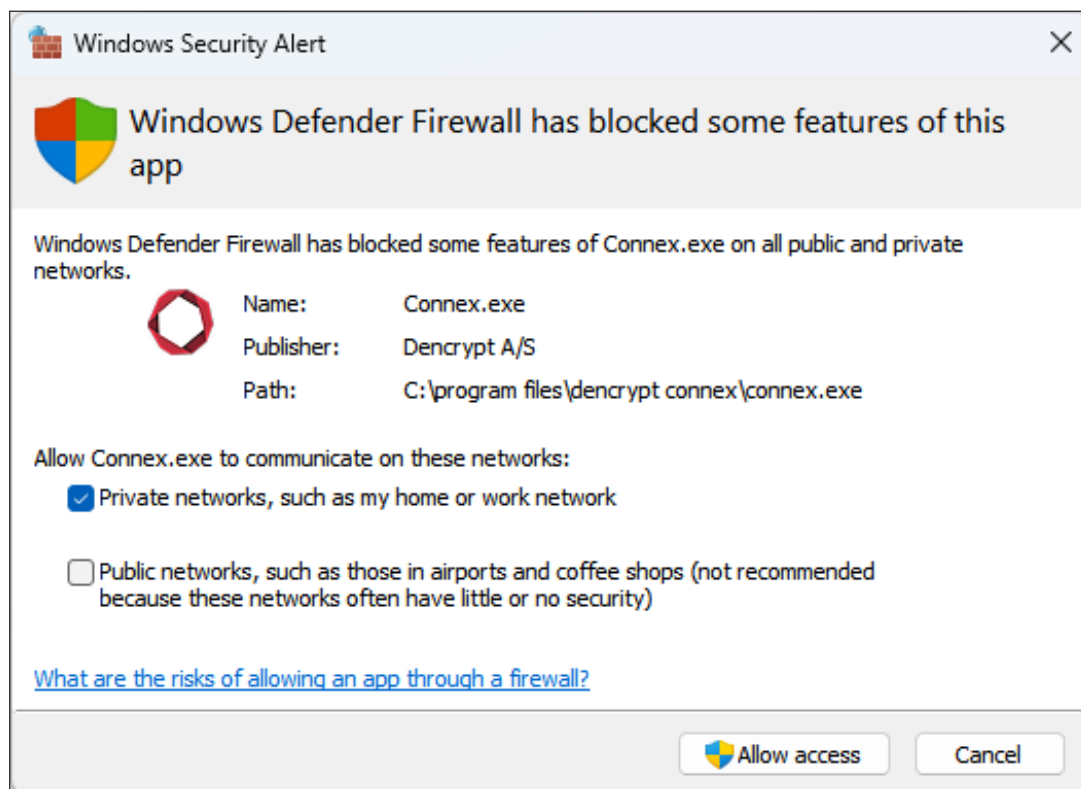 Windows Security Alert
Windows Defender Firewall has blocked some features of this
app
Windows Defender Firewall has blocked some features of Connex.exe on all public and private
networks.
Name: Connex.exe
Publisher: Dencrypt A/S
Path: C:\program files\dencrypt connex\connex.exe
Allow Connex.exe to communicate on these networks:
Private networks, such as my home or work network
Public networks, such as those in airports and coffee shops (not recommended
because these networks often have little or no security)
What are the risks of allowing an app through a firewall?
Allow access Cancel